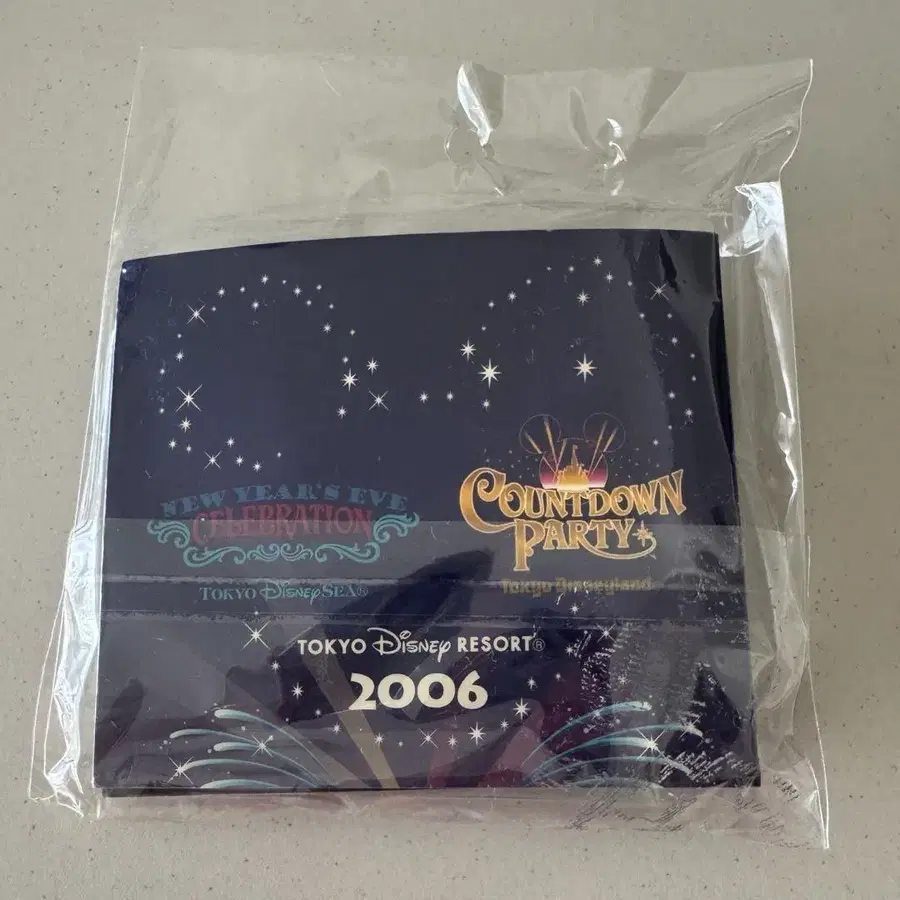 NEW YEAR'S EVE
CELEBRATION
TOKYO DISNEYSEA®
COUNTDOWN
PARTY
Tokyo Disneyland
TOKYO DISNEY RESORT®
2006